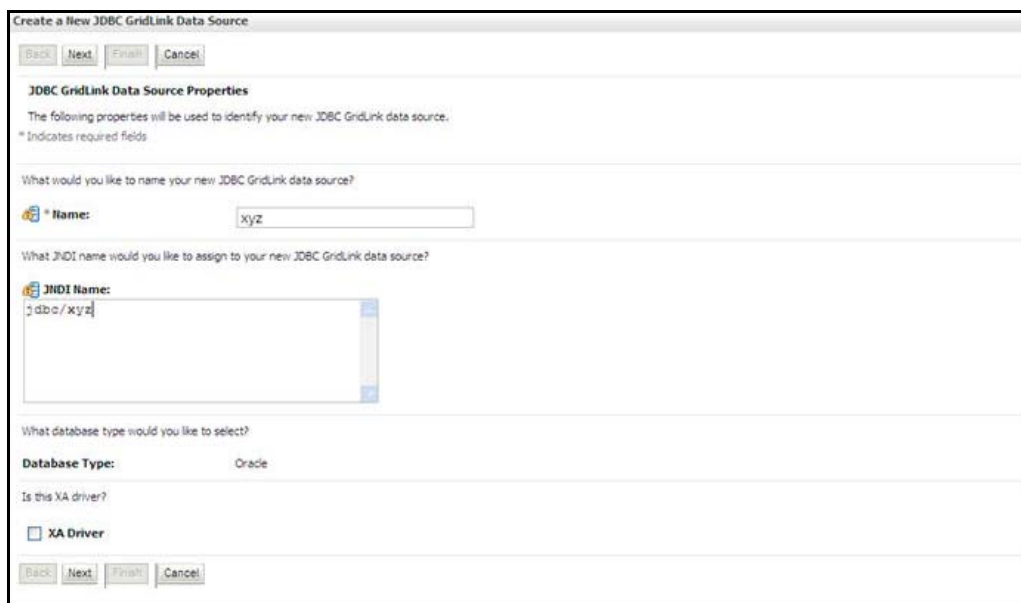 Create a New JDBC GridLink Data Source
Back Next Finish Cancel
JDBC GridLink Data Source Properties
The following properties will be used to identify your new JDBC GridLink data source.
* Indicates required fields
What would you like to name your new JDBC GridLink data source?
* Name: xyz
What JNDI name would you like to assign to your new JDBC GridLink data source?
JNDI Name:
jdbc/xyz
What database type would you like to select?
Database Type: Oracle
Is this XA driver?
XA Driver
Back Next Finish Cancel